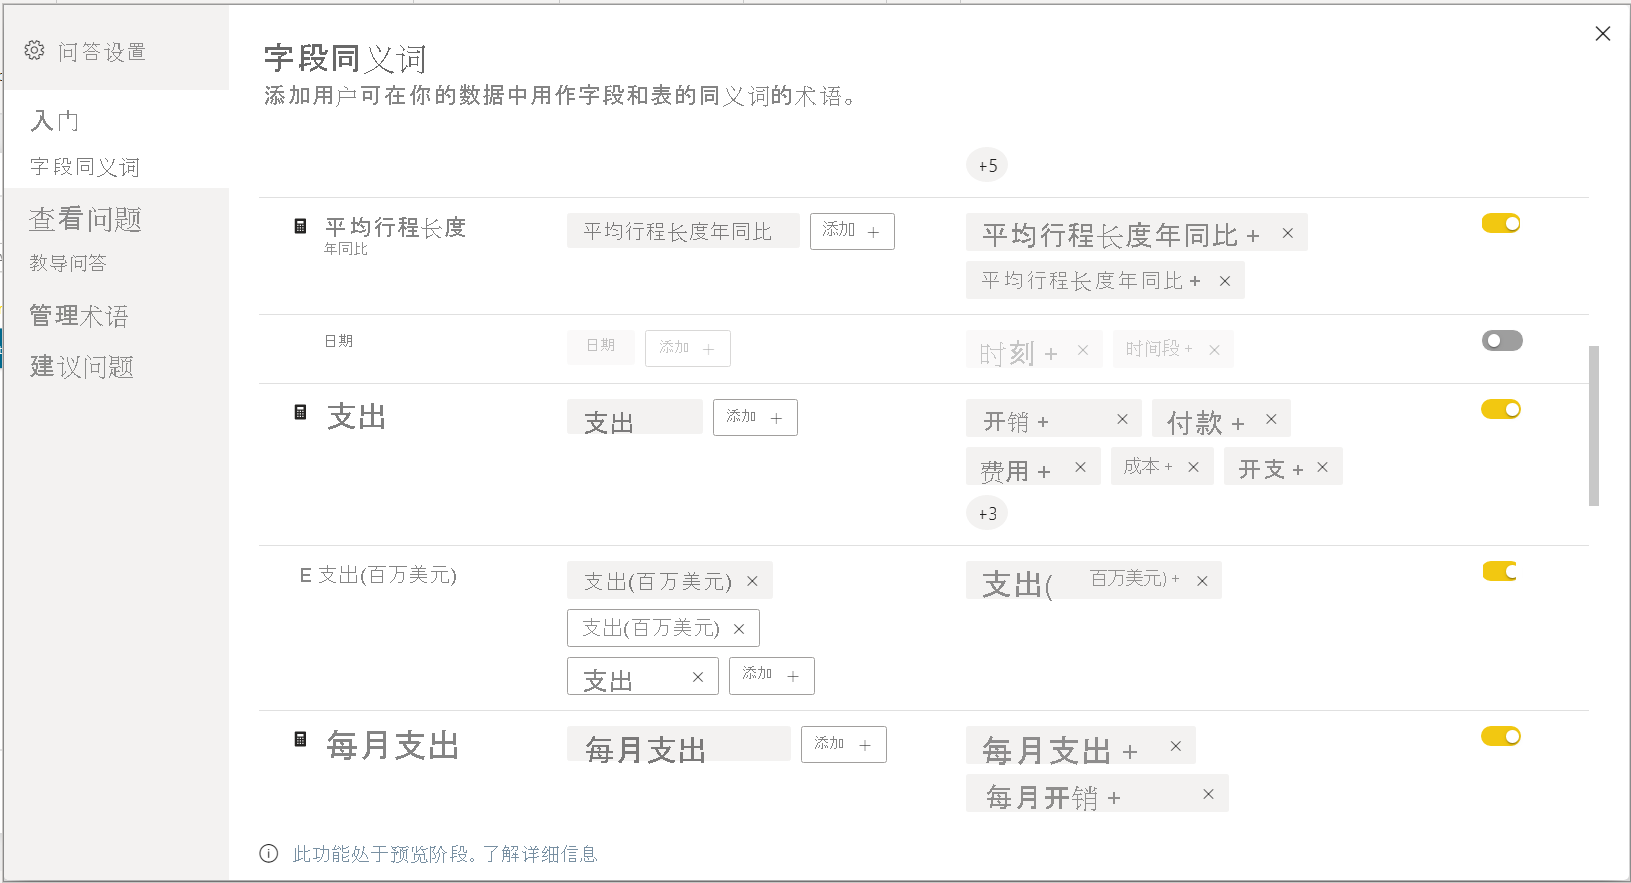 问答设置
入门
字段同义词
查看问题
教导问答
管理术语
建议问题
字段同义词
添加用户可在你的数据中用作字段和表的同义词的术语。
+5
平均行程长度
年同比
平均行程长度年同比
添加 +
平均行程长度年同比 +
平均行程长度年同比 +
日期
日期
添加 +
时刻 +
时间段 +
支出
支出
添加 +
开销 +
付款 +
费用 +
成本 +
开支 +
+3
E 支出(百万美元)
支出(百万美元)
支出(百万美元)
支出
添加 +
支出( 百万美元) +
每月支出
每月支出
添加 +
每月支出 +
每月开销 +
此功能处于预览阶段。了解详细信息